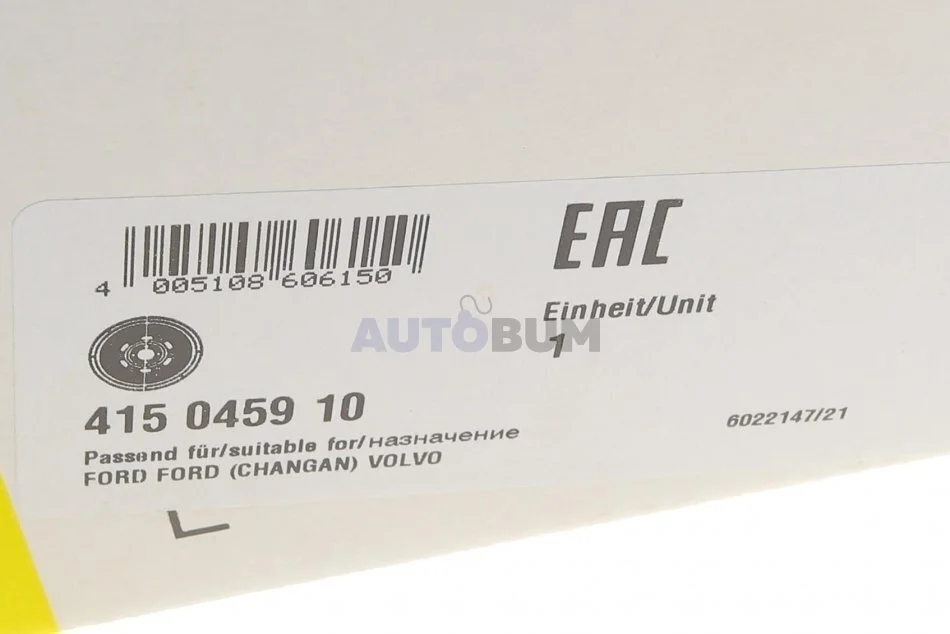 4 005108 606150
EAC
Einheit/Unit
1
AUTOBUM
415 0459 10
6022147/21
Passend für/suitable for/назначение
FORD FORD (CHANGAN) VOLVO